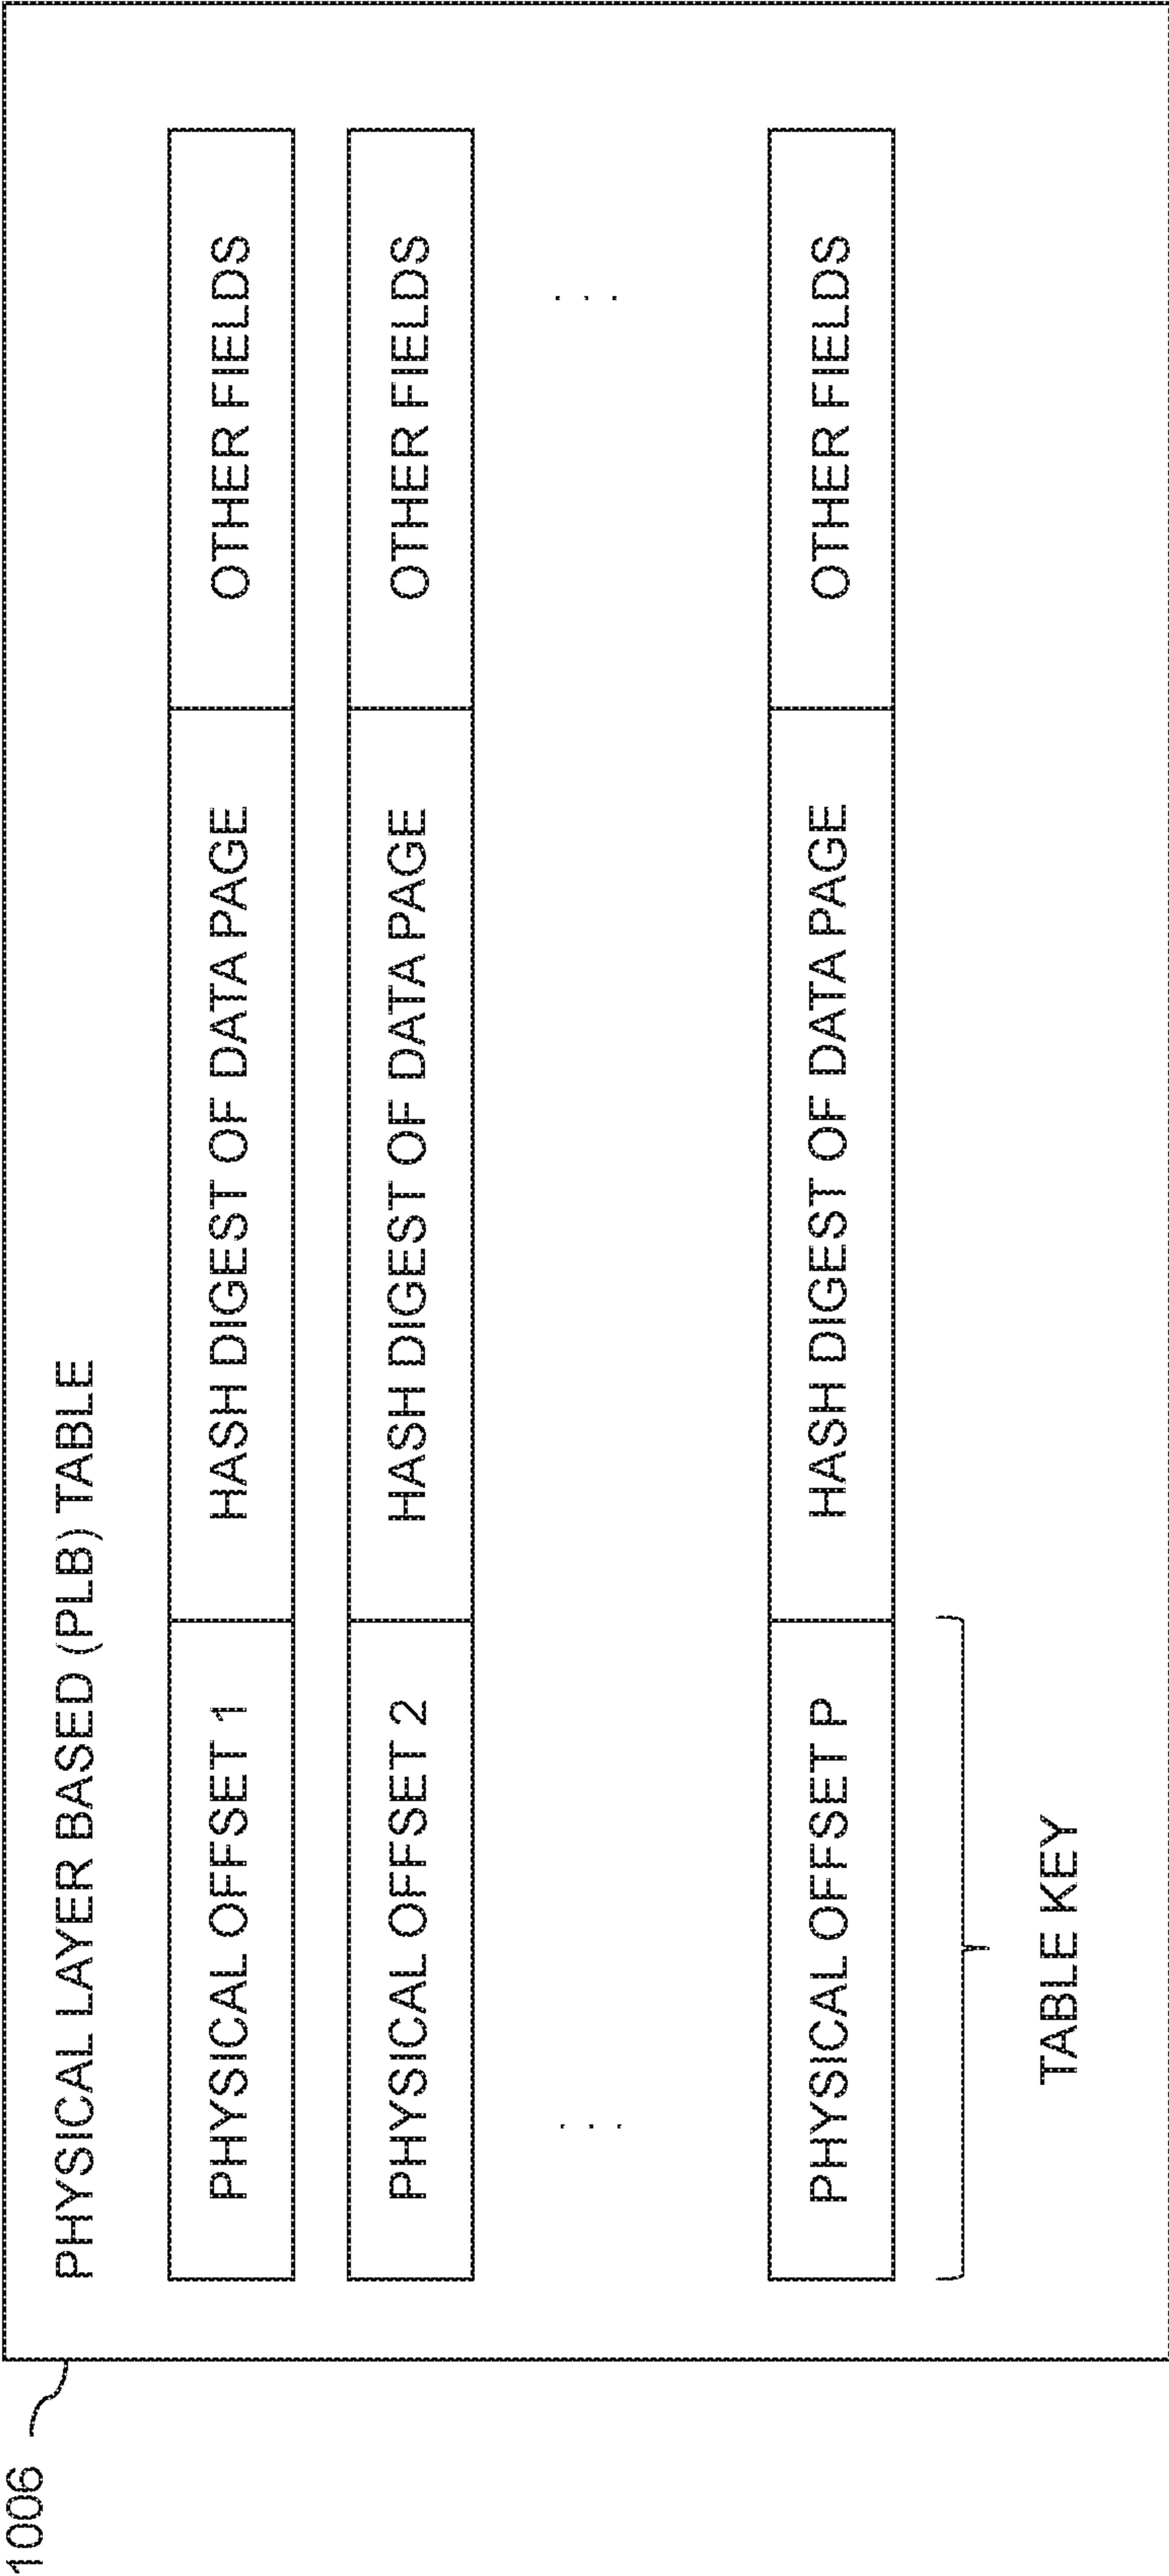 1006
PHYSICAL LAYER BASED (PLB) TABLE
PHYSICAL OFFSET 1 HASH DIGEST OF DATA PAGE OTHER FIELDS
PHYSICAL OFFSET 2 HASH DIGEST OF DATA PAGE OTHER FIELDS
. . . . . .
PHYSICAL OFFSET P HASH DIGEST OF DATA PAGE OTHER FIELDS
TABLE KEY